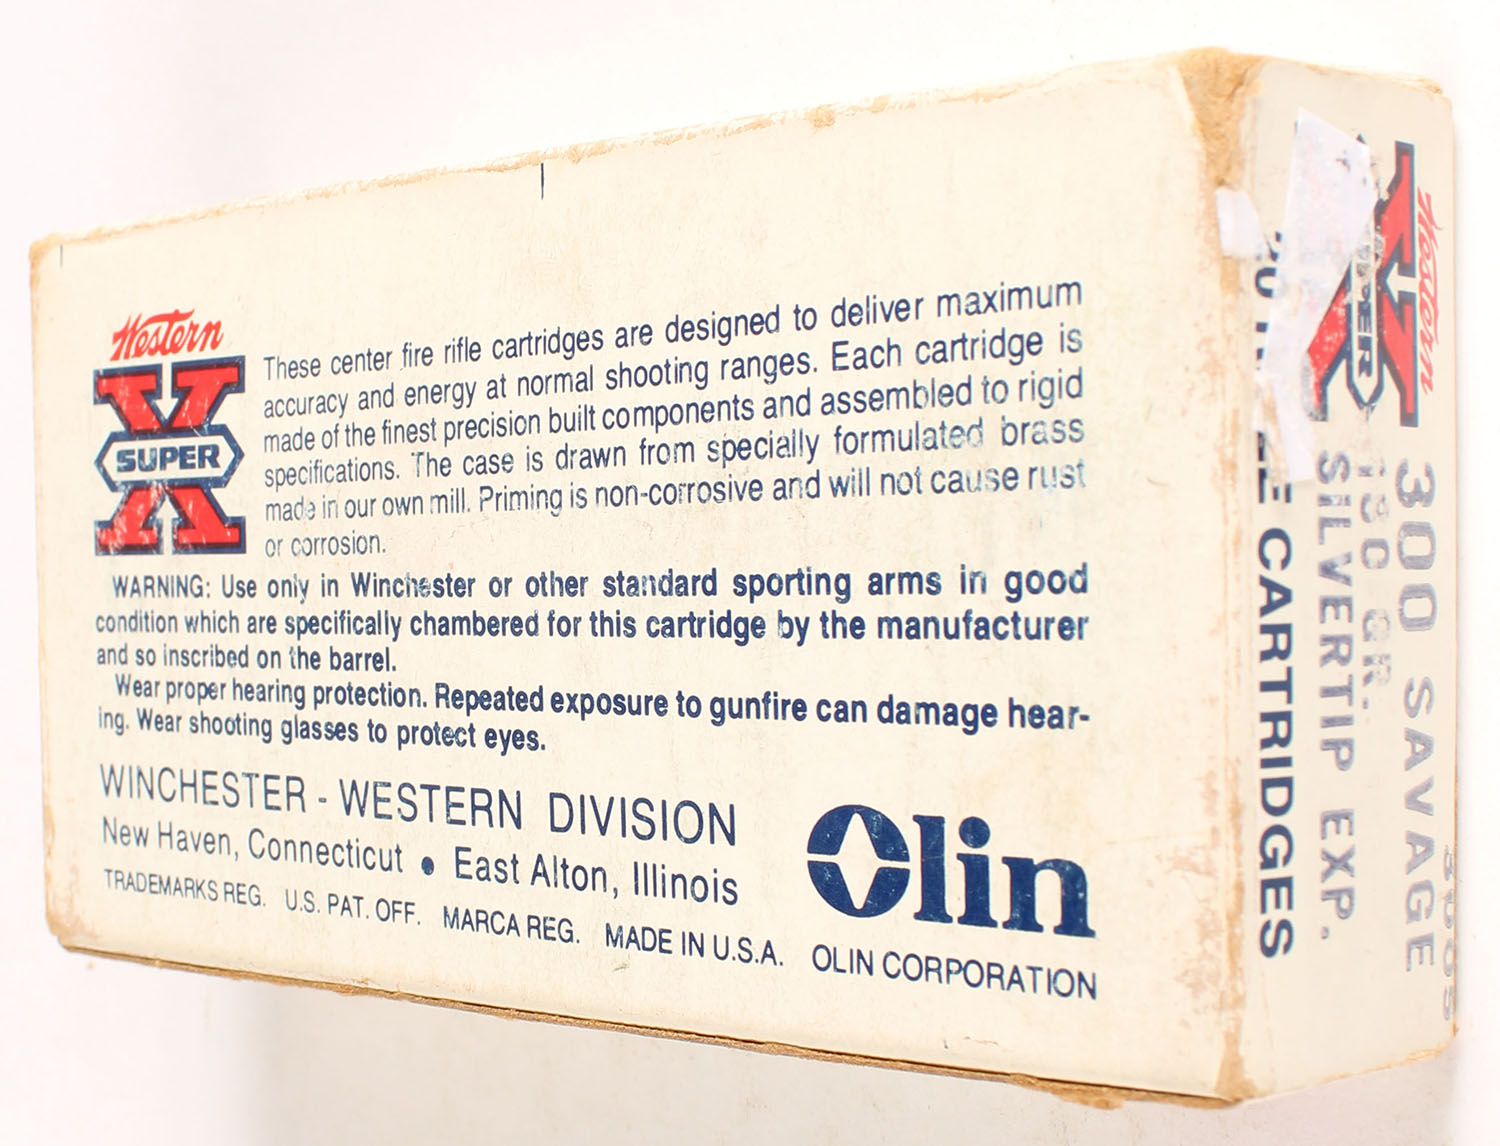 Western
SUPER X
These center fire rifle cartridges are designed to deliver maximum
accuracy and energy at normal shooting ranges. Each cartridge is
made of the finest precision built components and assembled to rigid
specifications. The case is drawn from specially formulated brass
made in our own mill. Priming is non-corrosive and will not cause rust
or corrosion.
WARNING: Use only in Winchester or other standard sporting arms in good
condition which are specifically chambered for this cartridge by the manufacturer
and so inscribed on the barrel.
Wear proper hearing protection. Repeated exposure to gunfire can damage hear-
ing. Wear shooting glasses to protect eyes.
WINCHESTER - WESTERN DIVISION
New Haven, Connecticut • East Alton, Illinois
TRADEMARKS REG. U.S. PAT. OFF. MARCA REG. MADE IN U.S.A. OLIN CORPORATION
Olin
Western
SUPER X
300 SAVAGE
GR.
SILVERTIP EXP.
CARTRIDGES